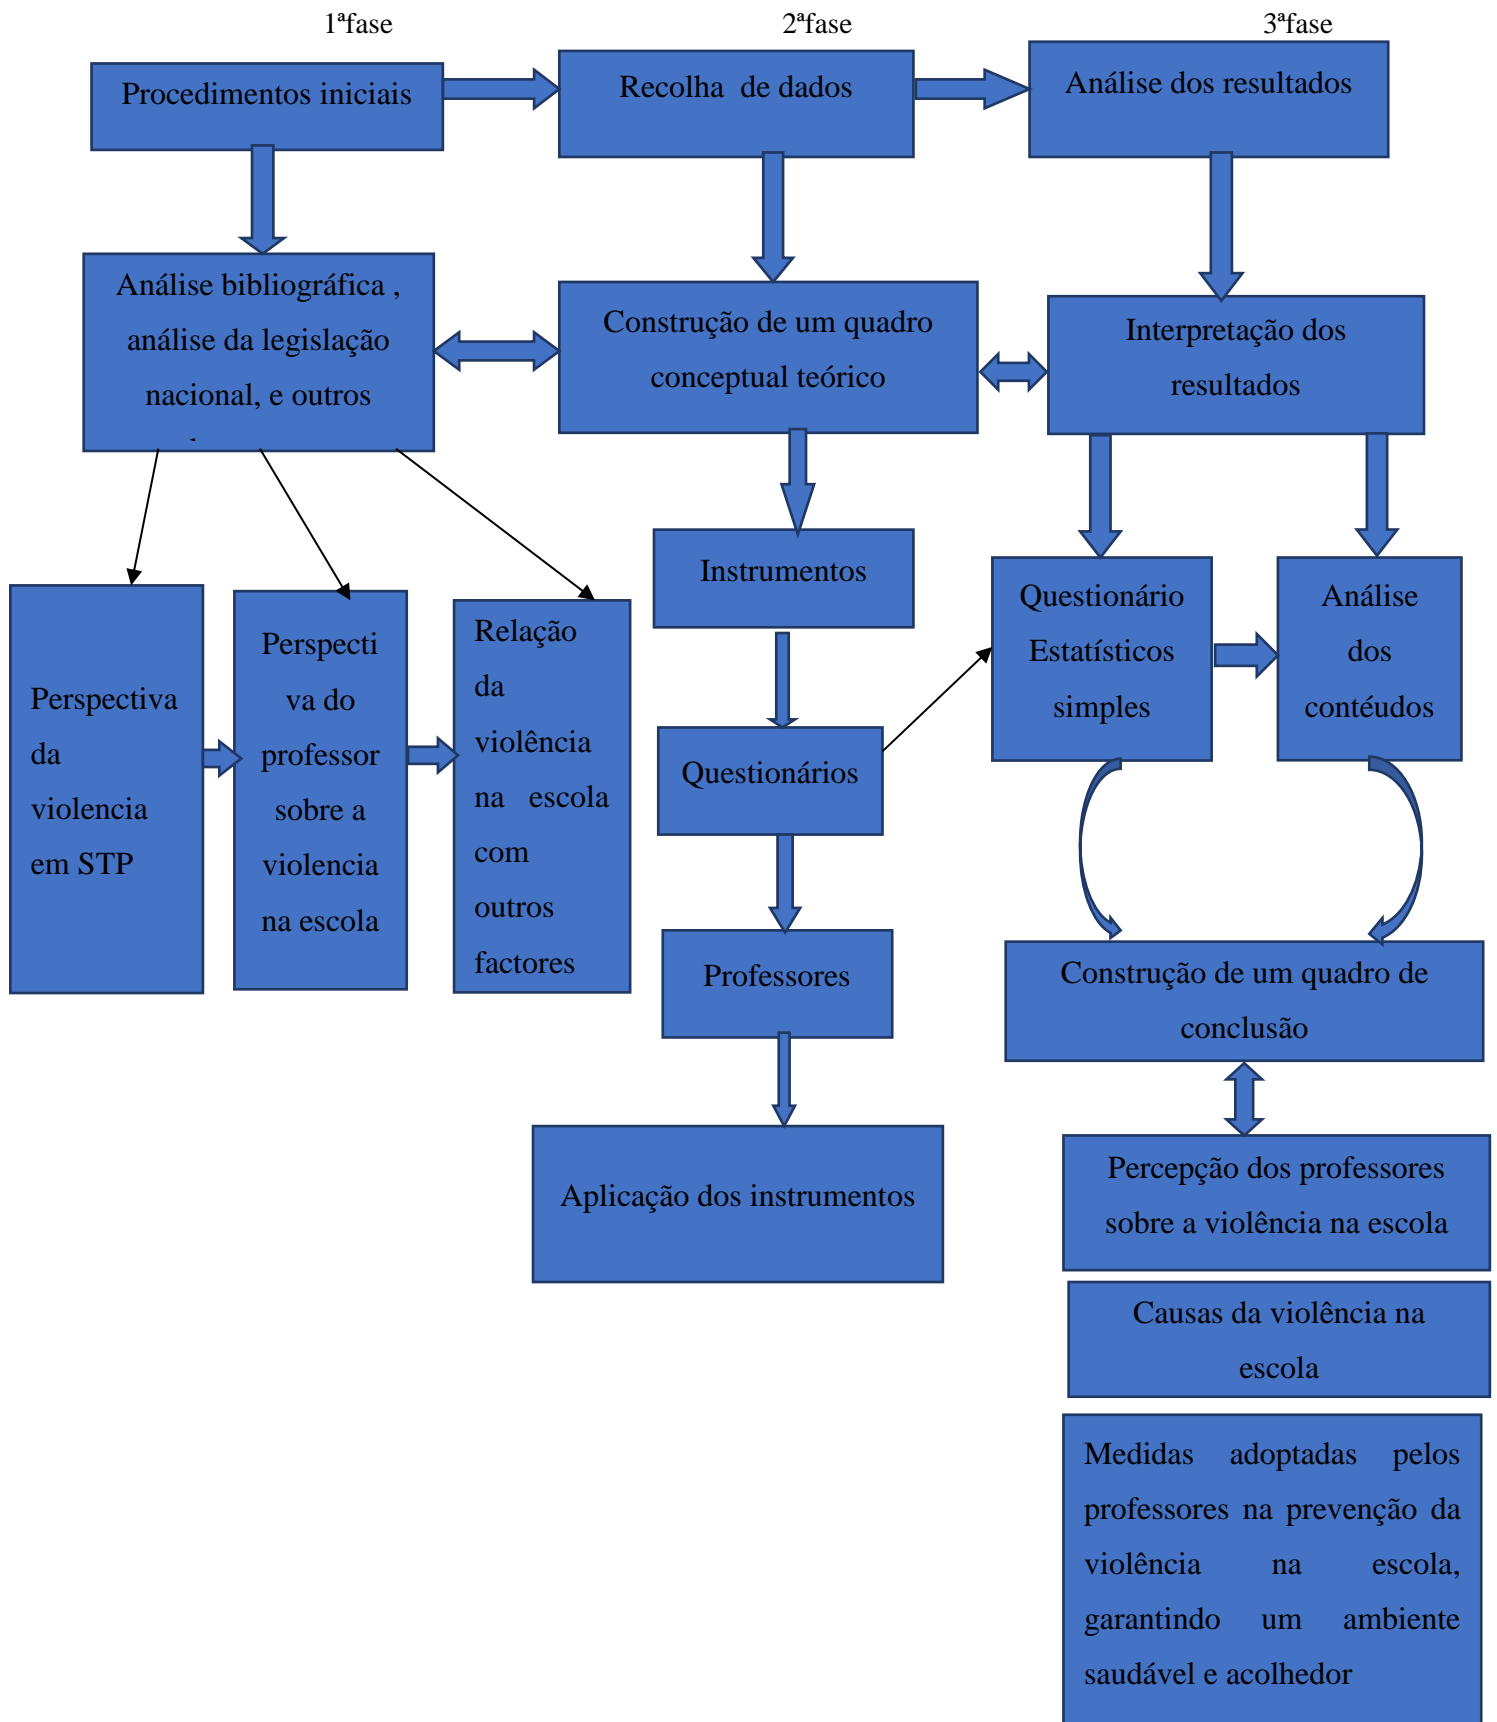 1ªfase
2ªfase
3ªfase
Procedimentos iniciais
Recolha de dados
Análise dos resultados
Análise bibliográfica ,
análise da legislação
nacional, e outros
Construção de um quadro
conceptual teórico
Interpretação dos
resultados
Perspectiva
da
violencia
em STP
Perspecti
va do
professor
sobre a
violencia
na escola
Relação
da
violência
na escola
com
outros
factores
Instrumentos
Questionários
Professores
Aplicação dos instrumentos
Questionário
Estatísticos
simples
Análise
dos
contéudos
Construção de um quadro de
conclusão
Percepção dos professores
sobre a violência na escola
Causas da violência na
escola
Medidas adoptadas pelos
professores na prevenção da
violência na escola,
garantindo um ambiente
saudável e acolhedor